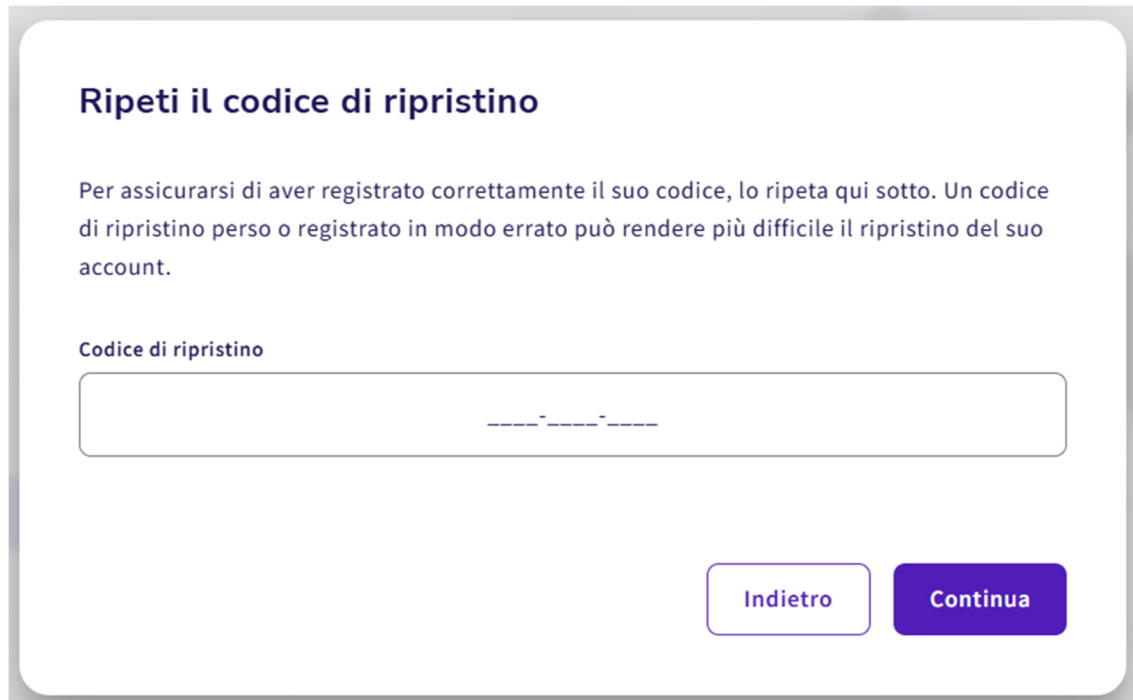 Ripeti il codice di ripristino
Per assicurarsi di aver registrato correttamente il suo codice, lo ripeta qui sotto. Un codice
di ripristino perso o registrato in modo errato può rendere più difficile il ripristino del suo
account.
Codice di ripristino
____-____-____
Indietro
Continua